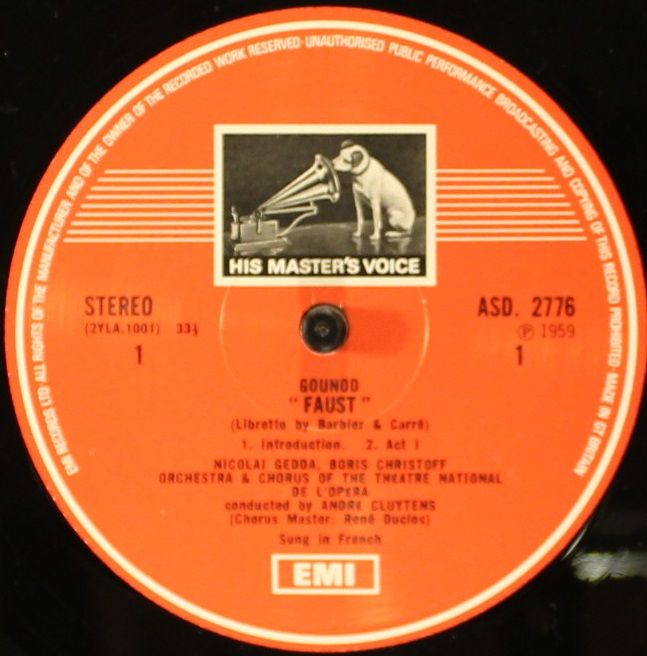 EMI RECORDS LTD ALL RIGHTS OF THE MANUFACTURER AND OF THE OWNER OF THE RECORDED WORK RESERVED·UNAUTHORISED PUBLIC PERFORMANCE BROADCASTING AND COPYING OF THIS RECORD PROHIBITED MADE IN GT BRITAIN
HIS MASTER'S VOICE
STEREO ASD. 2776
(2YLA.1001) 33⅓ ℗ 1959
1 1
GOUNOD
"FAUST"
(Libretto by Barbier & Carré)
1. Introduction. 2. Act I
NICOLAI GEDDA, BORIS CHRISTOFF
ORCHESTRA & CHORUS OF THE THEATRE NATIONAL
DE L'OPERA
conducted by ANDRE CLUYTENS
(Chorus Master: René Duclos)
Sung in French
EMI